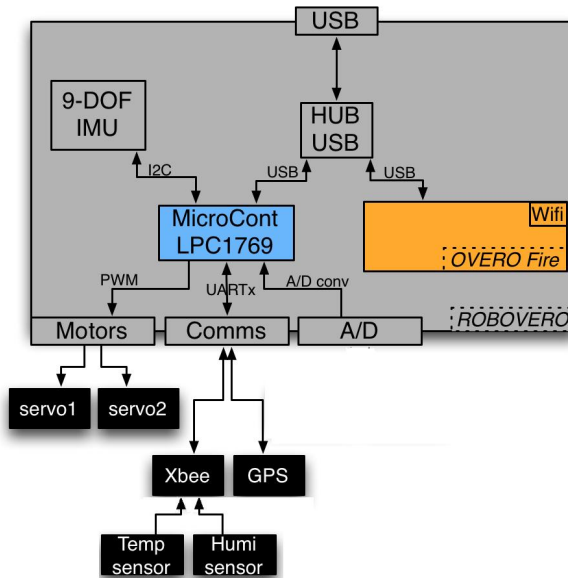 USB
9-DOF
IMU
HUB
USB
I2C
USB
USB
MicroCont
LPC1769
Wifi
OVERO Fire
PWM
UARTx
A/D conv
ROBOVERO
Motors
Comms
A/D
servo1
servo2
Xbee
GPS
Temp
sensor
Humi
sensor